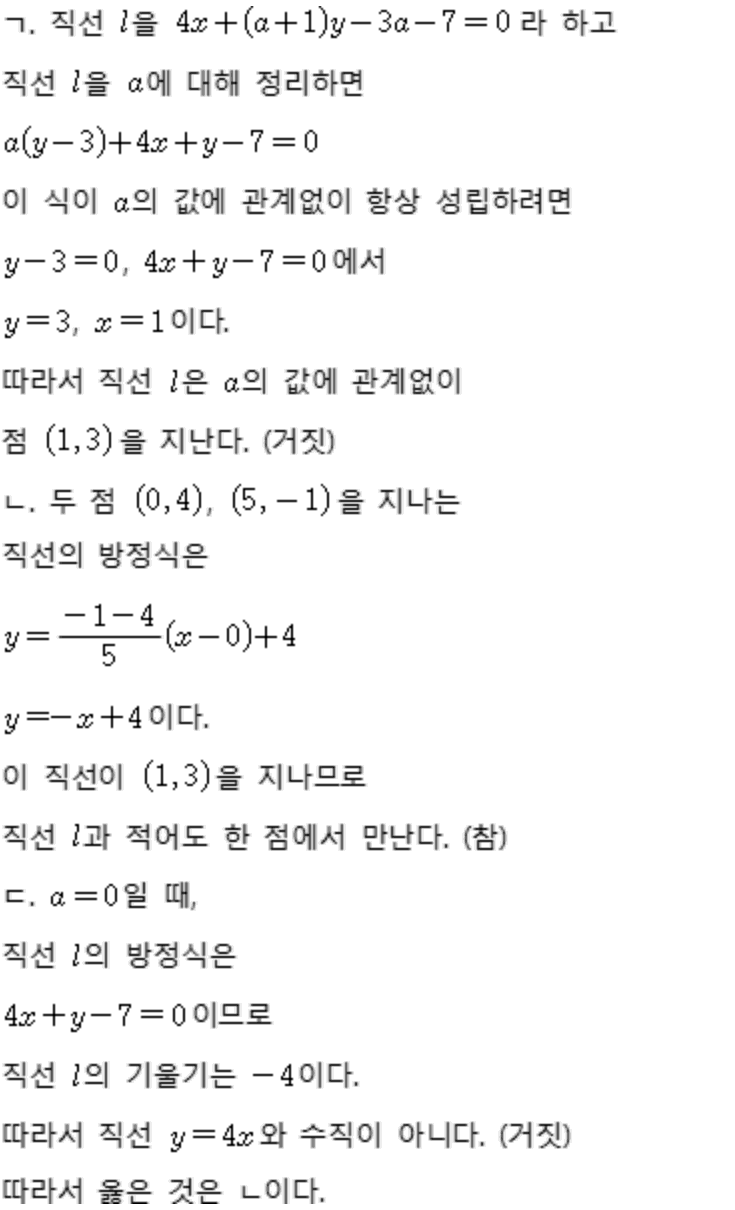 ㄱ. 직선 l을 4x+(a+1)y-3a-7=0라 하고
직선 l을 a에 대해 정리하면
a(y-3)+4x+y-7=0
이 식이 a의 값에 관계없이 항상 성립하려면
y-3=0, 4x+y-7=0에서
y=3, x=1이다.
따라서 직선 l은 a의 값에 관계없이
점 (1,3)을 지난다. (거짓)
ㄴ. 두 점 (0,4), (5,-1)을 지나는
직선의 방정식은
y=\frac{-1-4}{5}(x-0)+4
y=-x+4이다.
이 직선이 (1,3)을 지나므로
직선 l과 적어도 한 점에서 만난다. (참)
ㄷ. a=0일 때,
직선 l의 방정식은
4x+y-7=0이므로
직선 l의 기울기는 -4이다.
따라서 직선 y=4x와 수직이 아니다. (거짓)
따라서 옳은 것은 ㄴ이다.